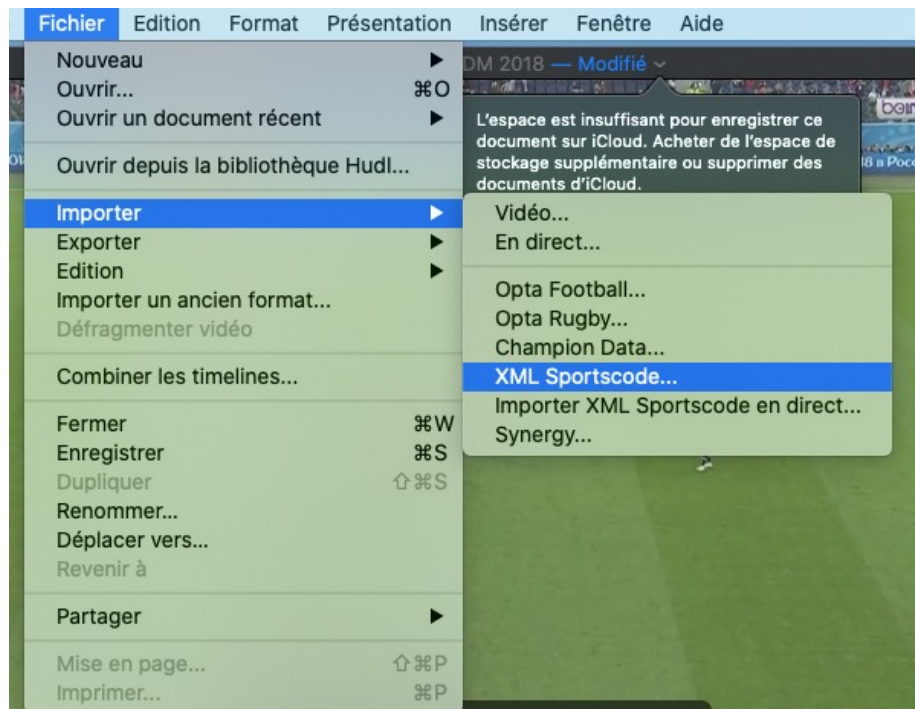 Fichier Edition Format Présentation Insérer Fenêtre Aide
DM 2018 — Modifié
Nouveau
Ouvrir... ⌘O
Ouvrir un document récent
Ouvrir depuis la bibliothèque Hudl...
L'espace est insuffisant pour enregistrer ce
document sur iCloud. Acheter de l'espace de
stockage supplémentaire ou supprimer des
documents d'iCloud.
Importer
Exporter
Edition
Importer un ancien format...
Défragmenter vidéo
Combiner les timelines...
Fermer ⌘W
Enregistrer ⌘S
Dupliquer ⇧⌘S
Renommer...
Déplacer vers...
Revenir à
Partager
Mise en page... ⇧⌘P
Imprimer... ⌘P
Vidéo...
En direct...
Opta Football...
Opta Rugby...
Champion Data...
XML Sportscode...
Importer XML Sportscode en direct...
Synergy...